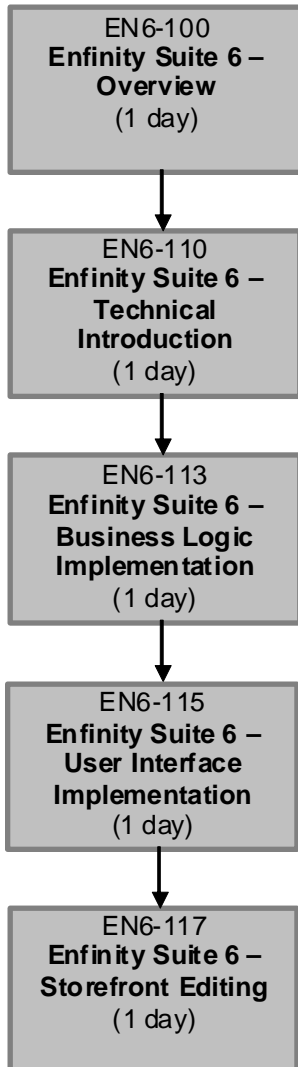 EN6-100
Enfinity Suite 6 –
Overview
(1 day)
EN6-110
Enfinity Suite 6 –
Technical
Introduction
(1 day)
EN6-113
Enfinity Suite 6 –
Business Logic
Implementation
(1 day)
EN6-115
Enfinity Suite 6 –
User Interface
Implementation
(1 day)
EN6-117
Enfinity Suite 6 –
Storefront Editing
(1 day)